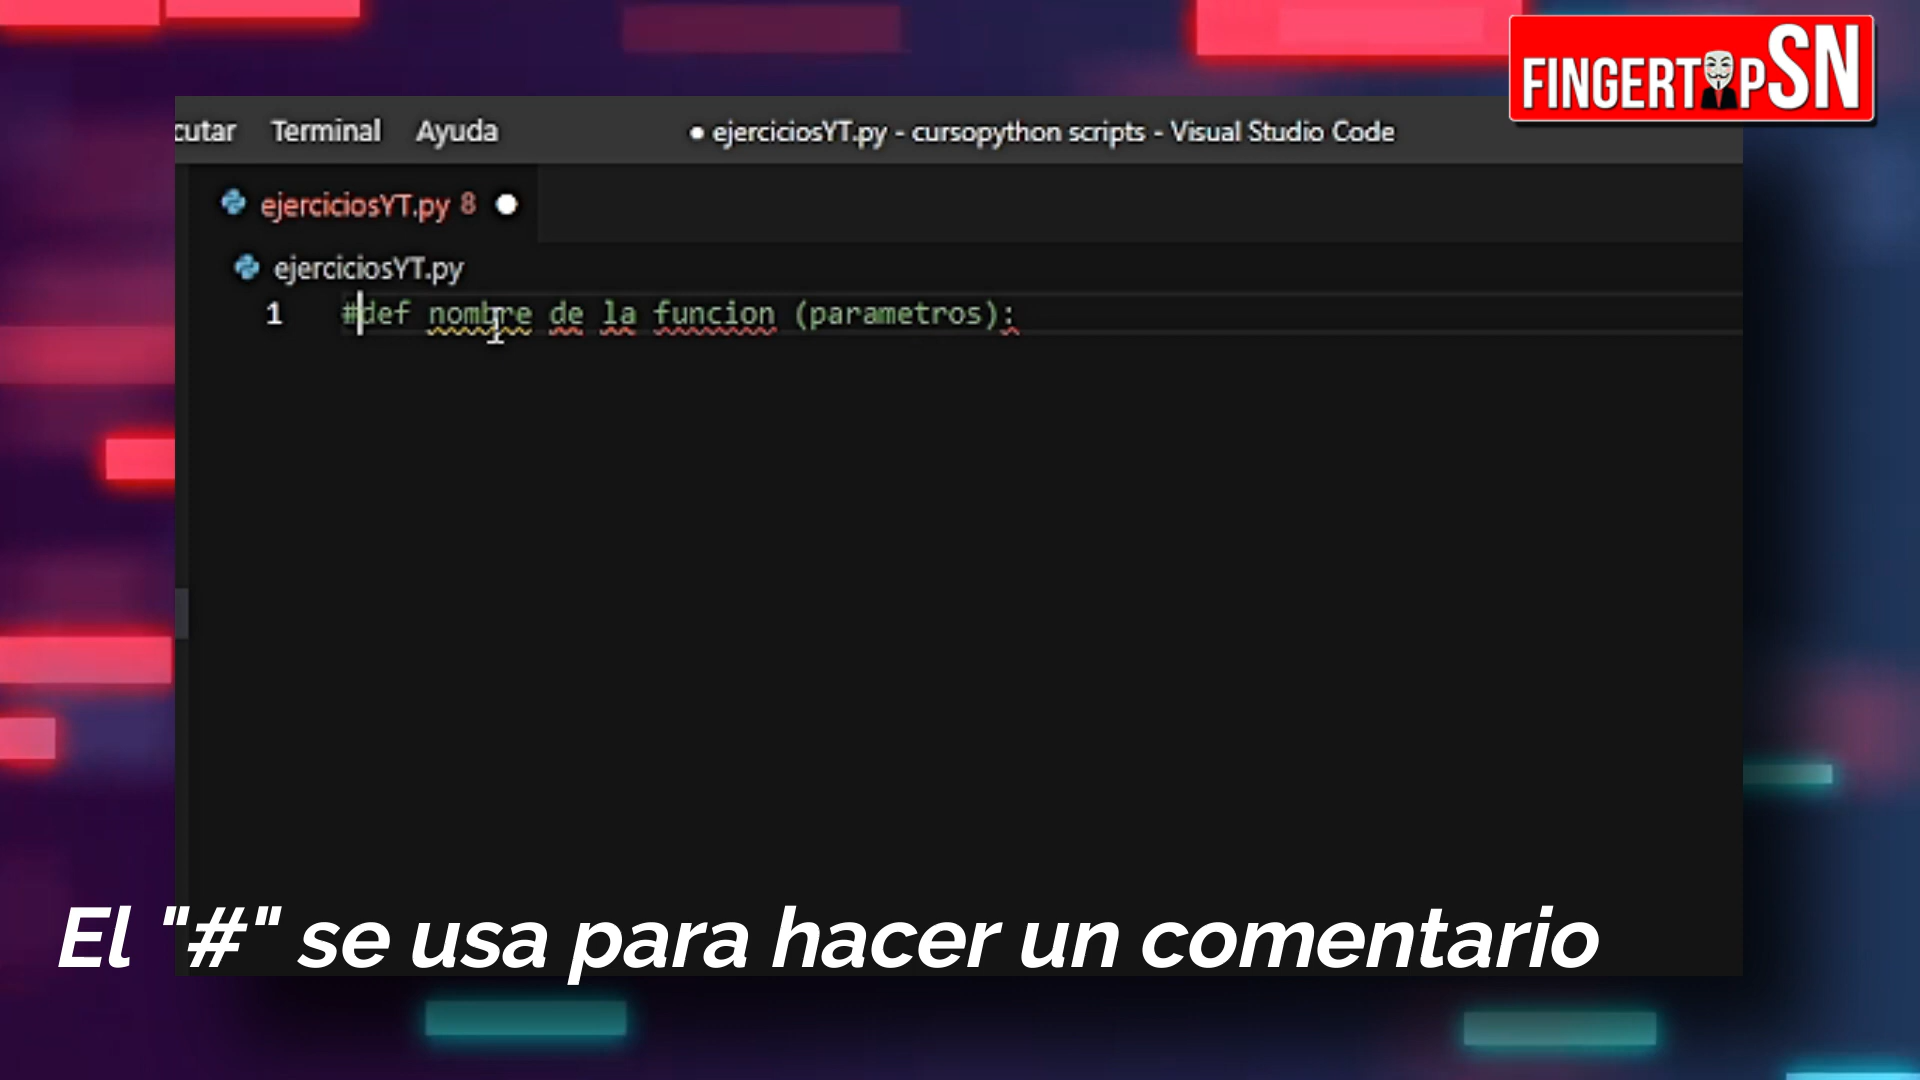 FINGERTIPSN
cutar Terminal Ayuda ● ejerciciosYT.py - cursopython scripts - Visual Studio Code
ejerciciosYT.py 8
ejerciciosYT.py
1 #def nombre de la funcion (parametros):
El "#" se usa para hacer un comentario